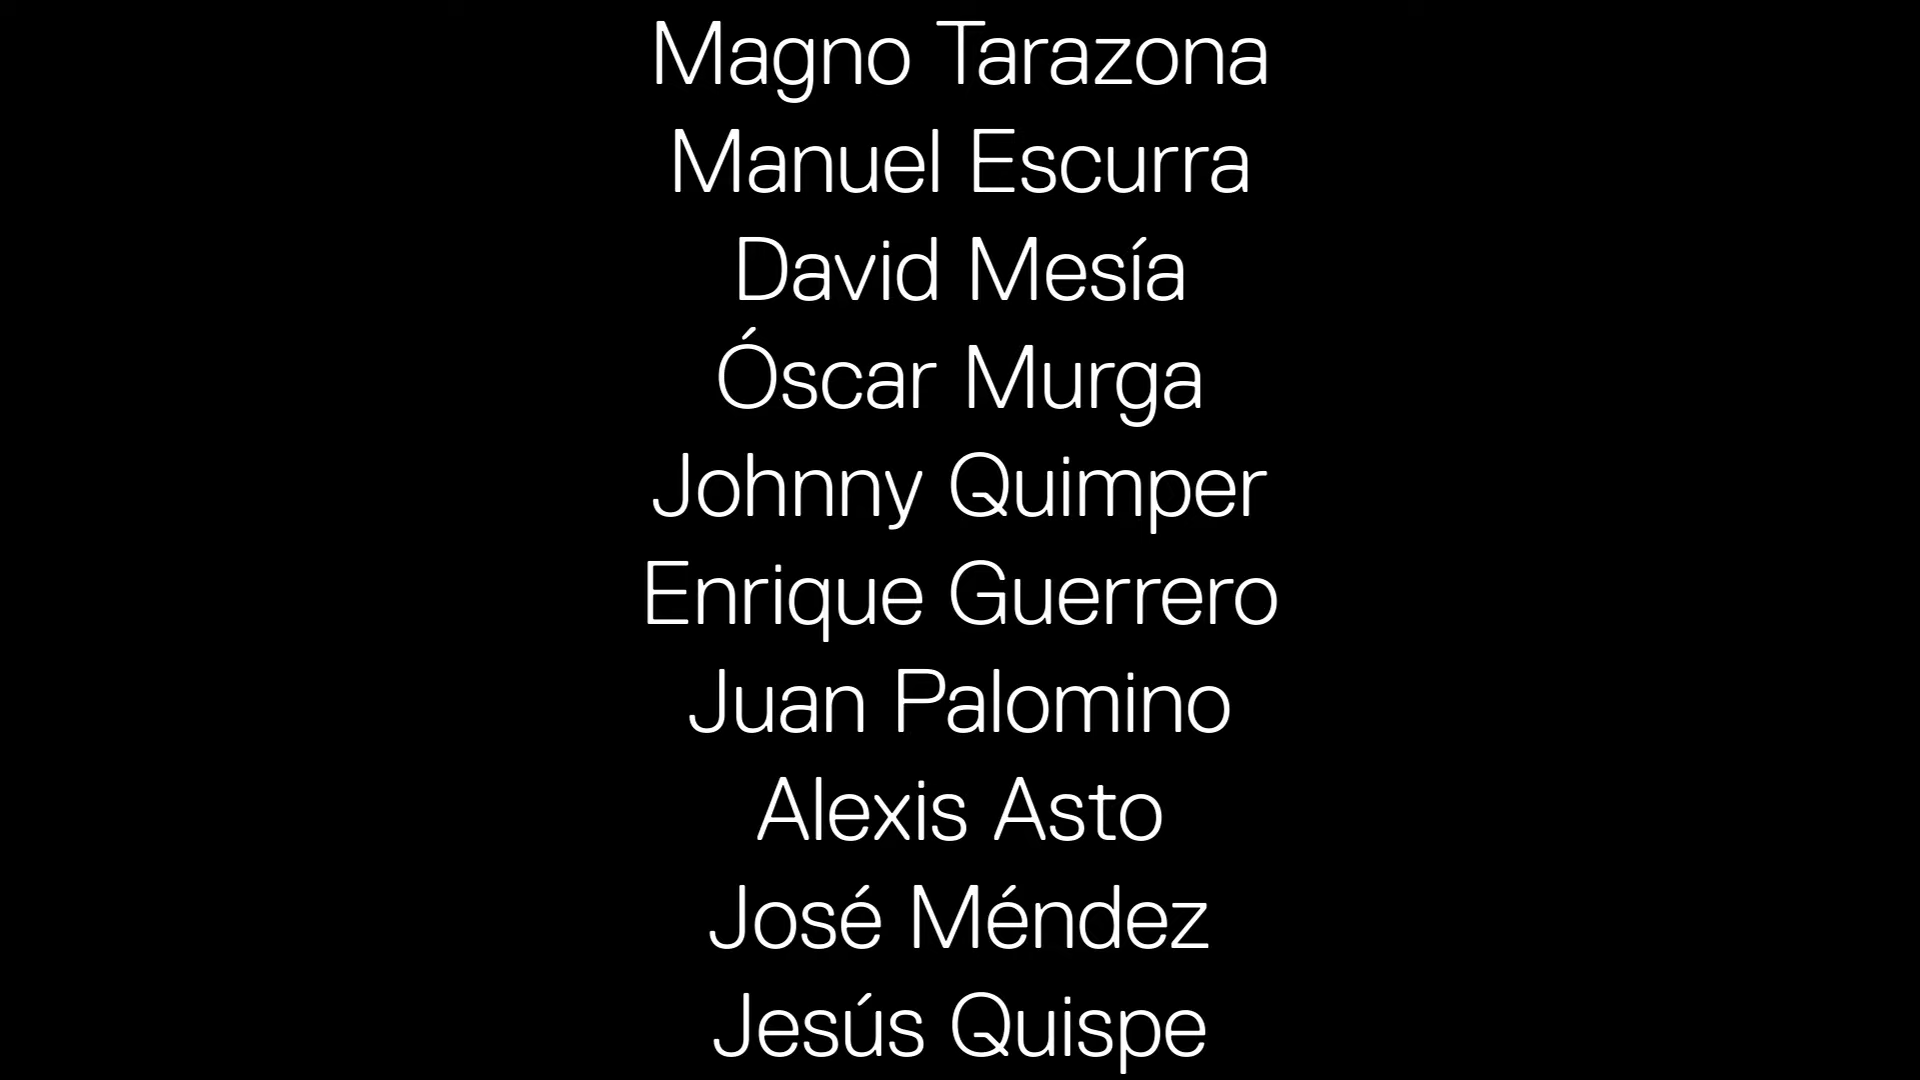 Magno Tarazona
Manuel Escurra
David Mesía
Óscar Murga
Johnny Quimper
Enrique Guerrero
Juan Palomino
Alexis Asto
José Méndez
Jesús Quispe